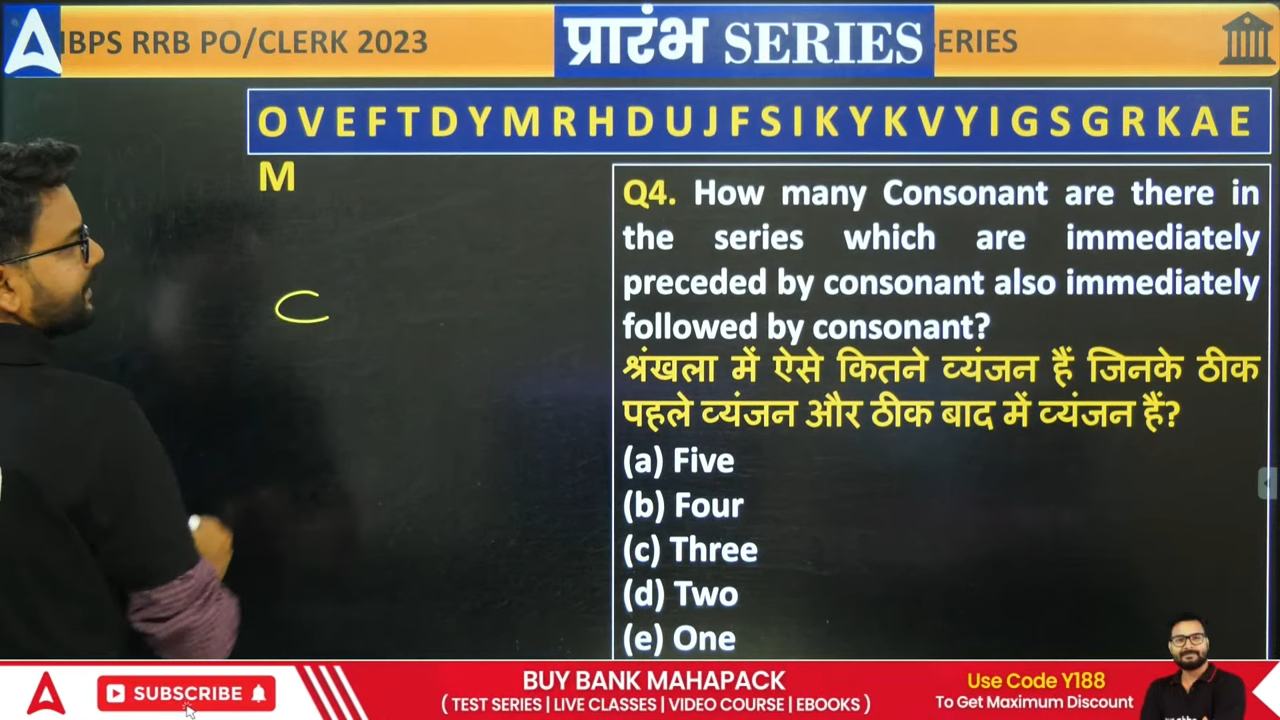 IBPS RRB PO/CLERK 2023
प्रारंभ SERIES
ERIES
O V E F T D Y M R H D U J F S I K Y K V Y I G S G R K A E
M
C
Q4. How many Consonant are there in
the series which are immediately
preceded by consonant also immediately
followed by consonant?
श्रंखला में ऐसे कितने व्यंजन हैं जिनके ठीक
पहले व्यंजन और ठीक बाद में व्यंजन हैं?
(a) Five
(b) Four
(c) Three
(d) Two
(e) One
SUBSCRIBE
BUY BANK MAHAPACK
( TEST SERIES | LIVE CLASSES | VIDEO COURSE | EBOOKS )
Use Code Y188
To Get Maximum Discount